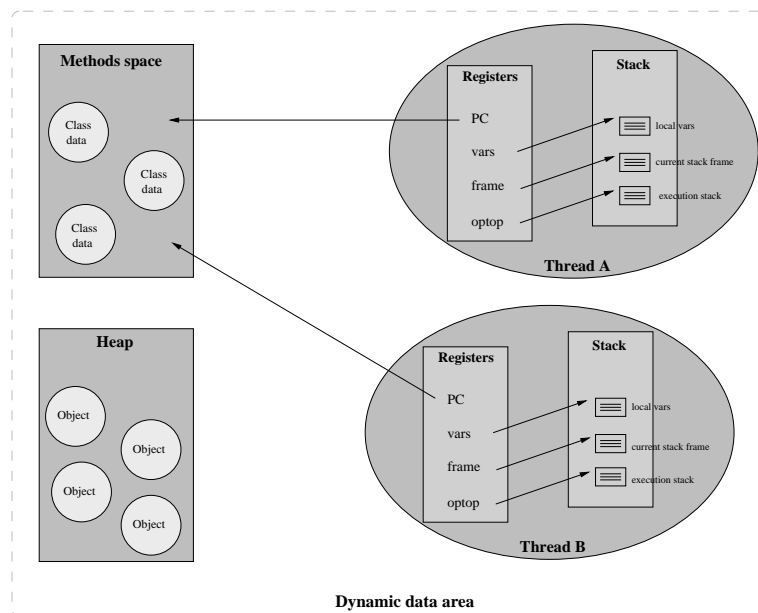 Methods space
Class
data
Class
data
Class
data
Registers
PC
vars
frame
optop
Stack
local vars
current stack frame
execution stack
Thread A
Heap
Object
Object
Object
Object
Registers
PC
vars
frame
optop
Stack
local vars
current stack frame
execution stack
Thread B
Dynamic data area